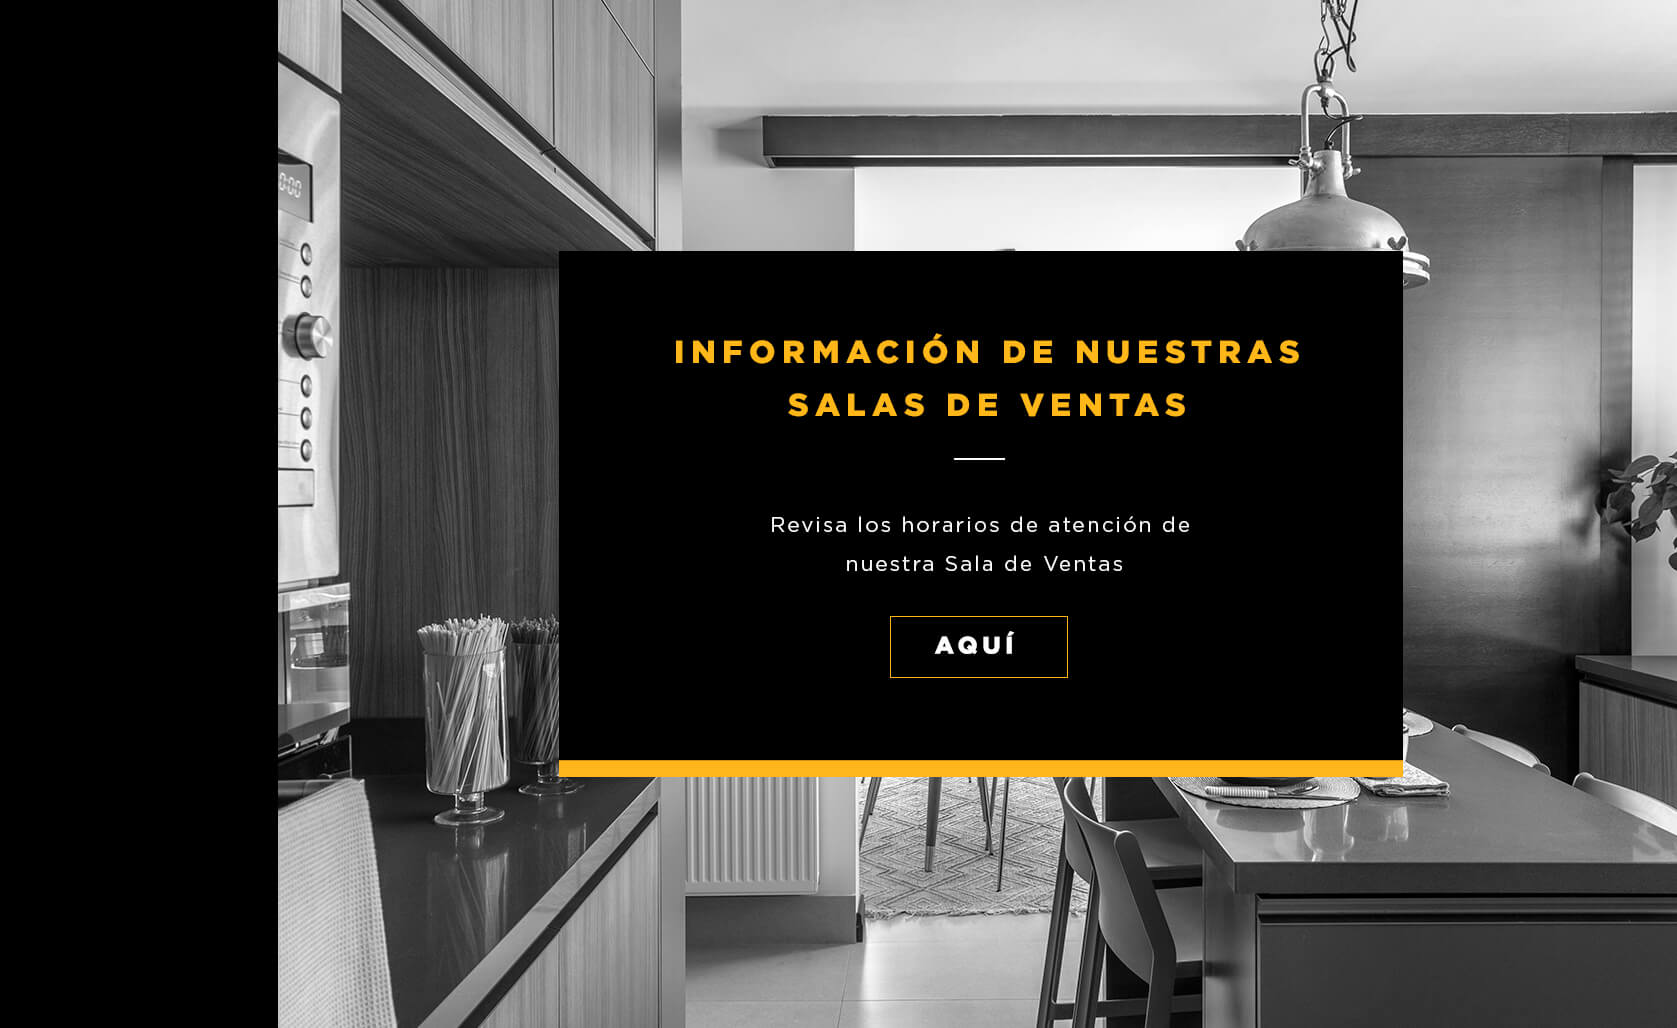 INFORMACIÓN DE NUESTRAS
SALAS DE VENTAS
Revisa los horarios de atención de
nuestra Sala de Ventas
AQUÍ